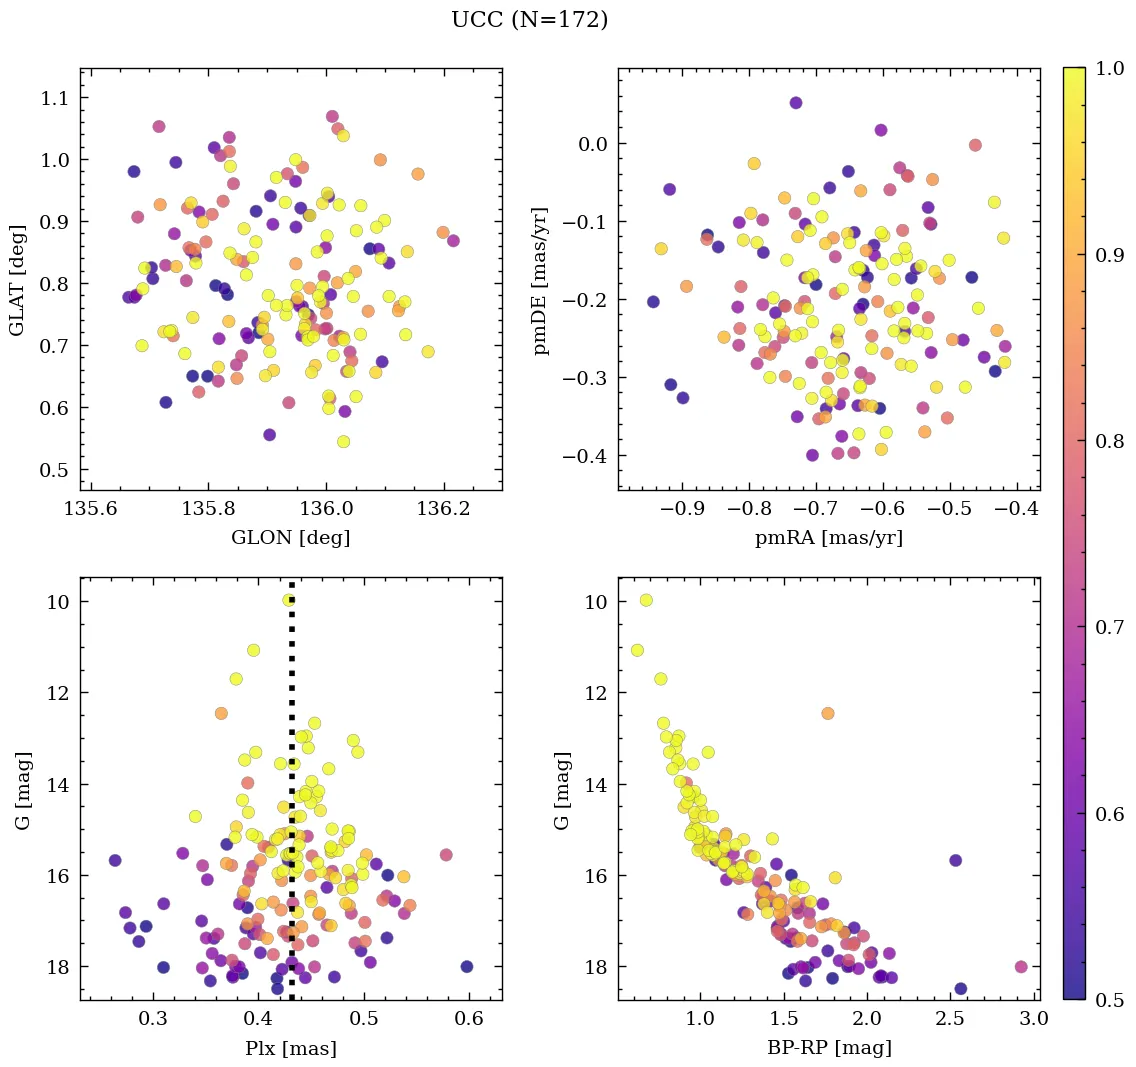 UCC (N=172)
1.1
1.0
0.9
0.8
0.7
0.6
0.5
GLAT [deg]
135.6 135.8 136.0 136.2
GLON [deg]
0.0
−0.1
−0.2
−0.3
−0.4
pmDE [mas/yr]
−0.9 −0.8 −0.7 −0.6 −0.5 −0.4
pmRA [mas/yr]
10
12
14
16
18
G [mag]
0.3 0.4 0.5 0.6
Plx [mas]
10
12
14
16
18
G [mag]
1.0 1.5 2.0 2.5 3.0
BP-RP [mag]
1.0
0.9
0.8
0.7
0.6
0.5